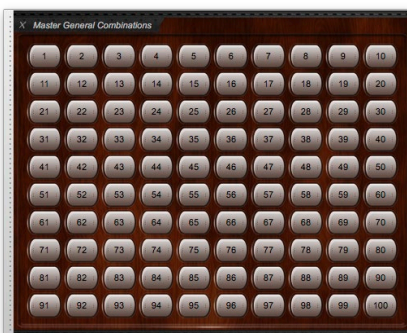 X Master General Combinations
1 2 3 4 5 6 7 8 9 10
11 12 13 14 15 16 17 18 19 20
21 22 23 24 25 26 27 28 29 30
31 32 33 34 35 36 37 38 39 40
41 42 43 44 45 46 47 48 49 50
51 52 53 54 55 56 57 58 59 60
61 62 63 64 65 66 67 68 69 70
71 72 73 74 75 76 77 78 79 80
81 82 83 84 85 86 87 88 89 90
91 92 93 94 95 96 97 98 99 100